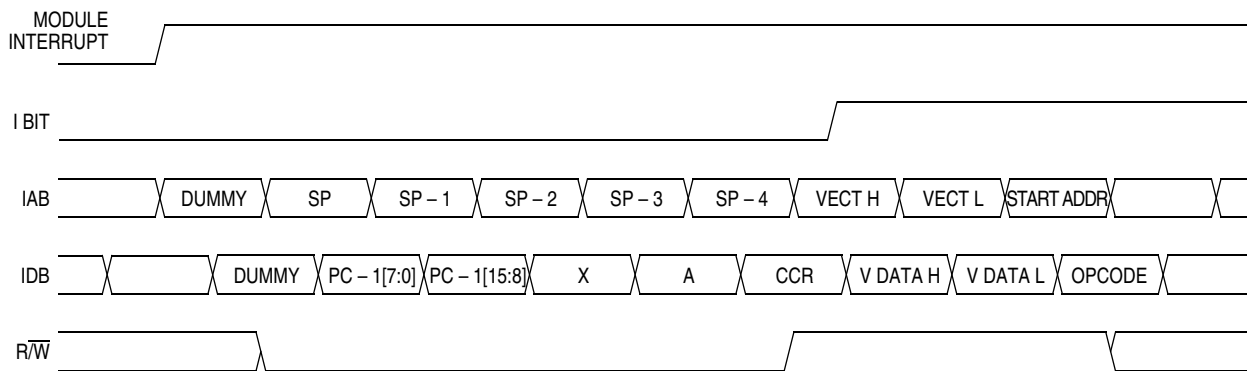 MODULE
INTERRUPT
I BIT
IAB DUMMY SP SP – 1 SP – 2 SP – 3 SP – 4 VECT H VECT L START ADDR
IDB DUMMY PC – 1[7:0] PC – 1[15:8] X A CCR V DATA H V DATA L OPCODE
R/W̅